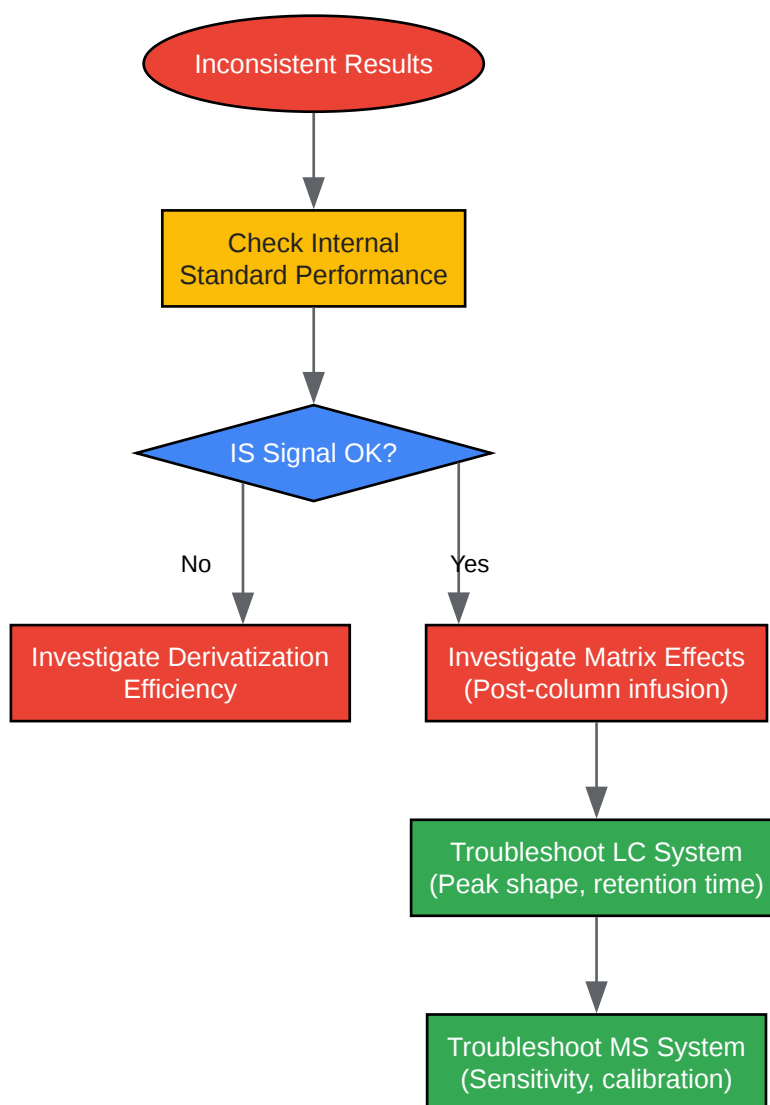 Inconsistent Results
Check Internal
Standard Performance
IS Signal OK?
No
Yes
Investigate Derivatization
Efficiency
Investigate Matrix Effects
(Post-column infusion)
Troubleshoot LC System
(Peak shape, retention time)
Troubleshoot MS System
(Sensitivity, calibration)